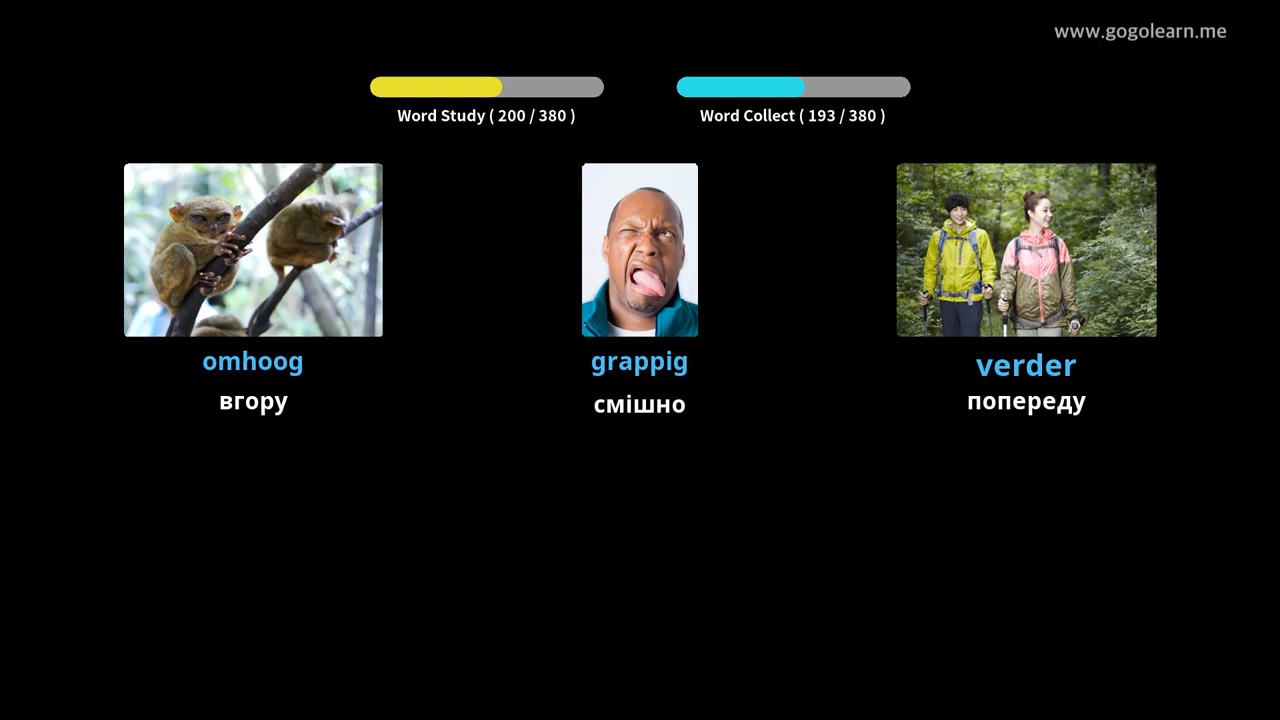 www.gogolearn.me
Word Study ( 200 / 380 )
Word Collect ( 193 / 380 )
omhoog
grappig
verder
вгору
смішно
попереду